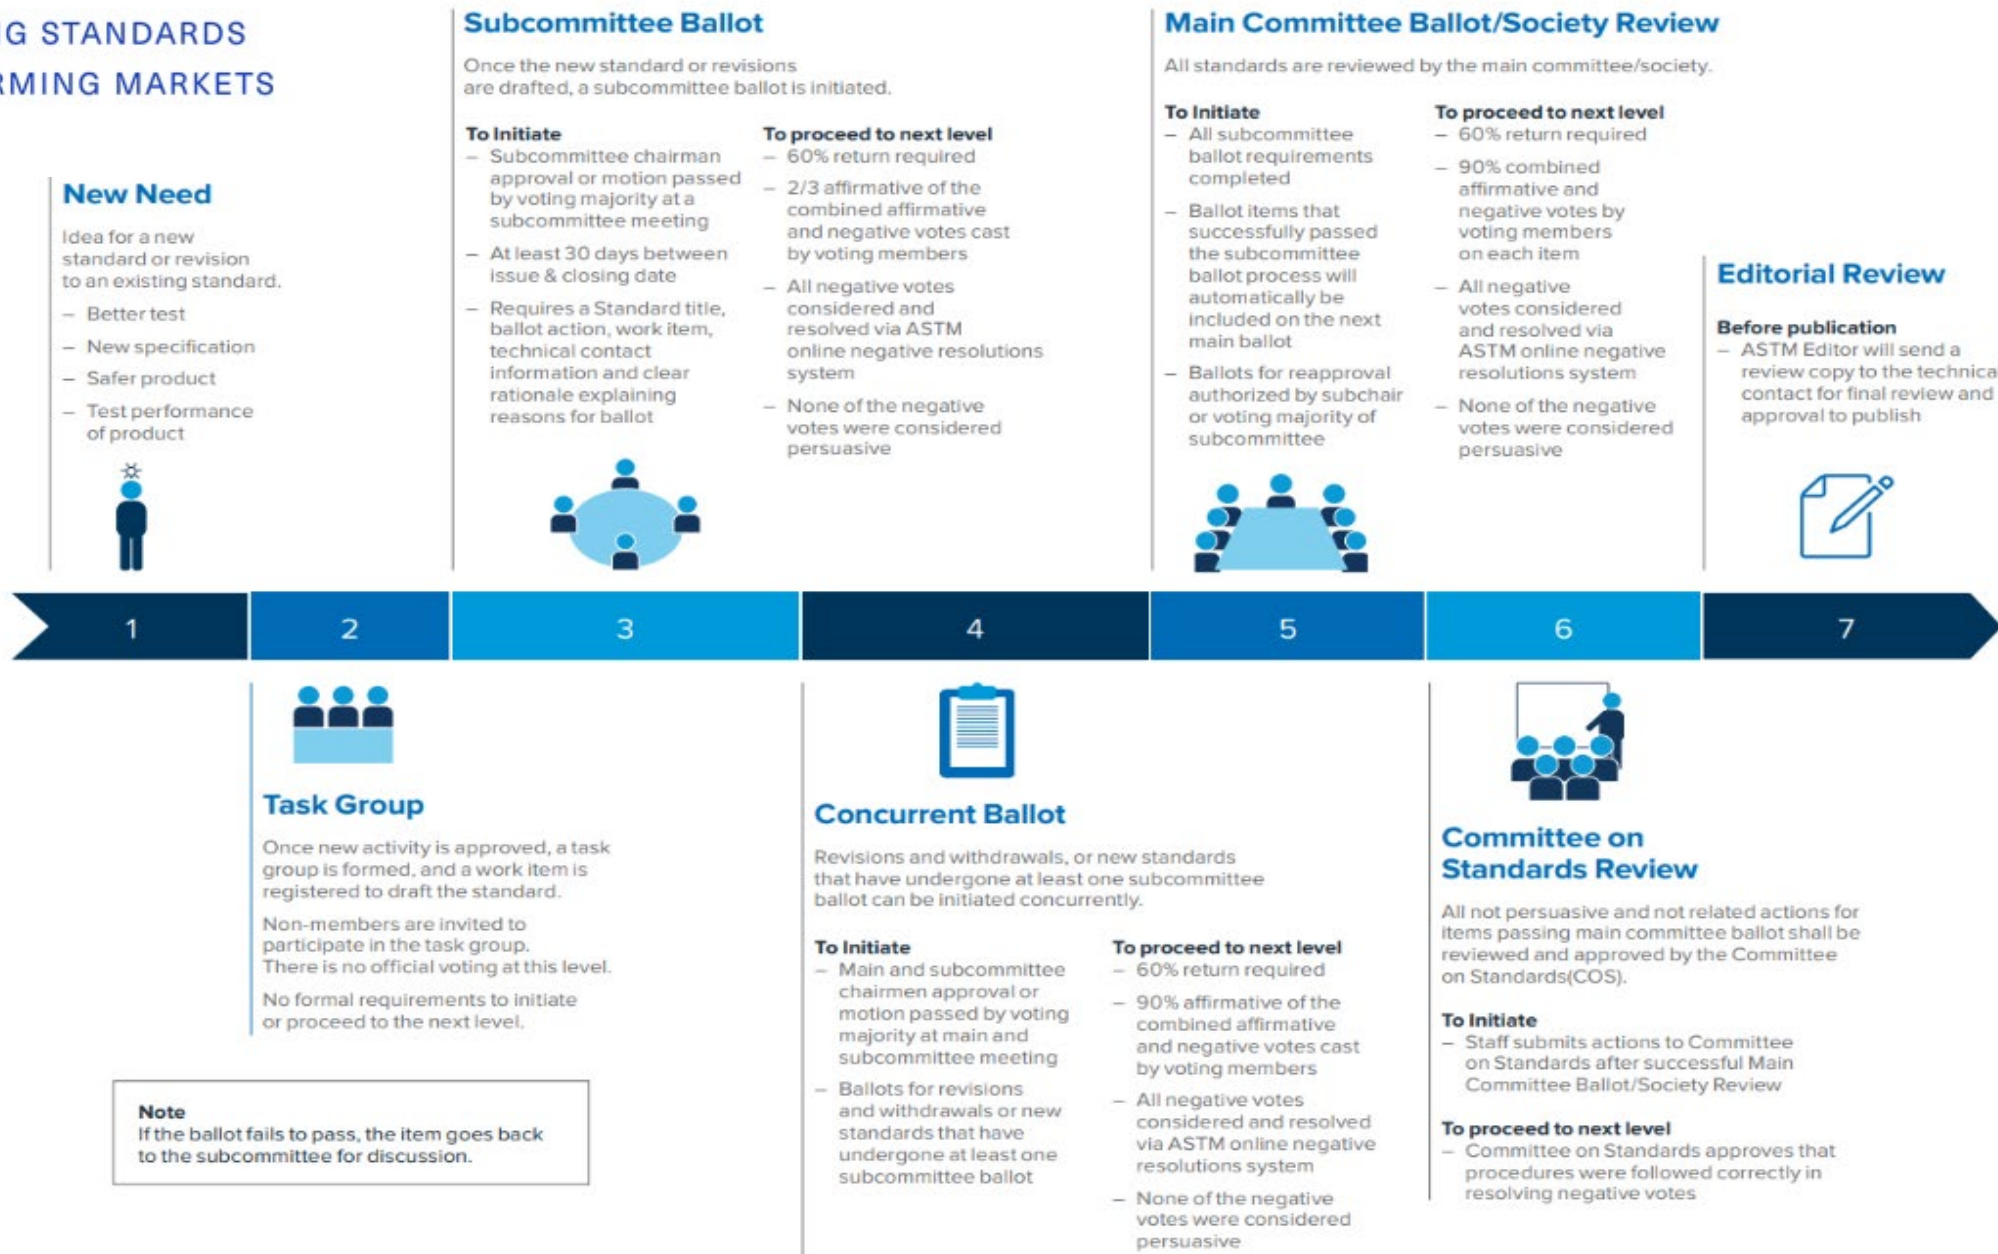 G STANDARDS
RMING MARKETS
New Need
Idea for a new
standard or revision
to an existing standard.
– Better test
– New specification
– Safer product
– Test performance
of product
Subcommittee Ballot
Once the new standard or revisions
are drafted, a subcommittee ballot is initiated.
To Initiate
– Subcommittee chairman
approval or motion passed
by voting majority at a
subcommittee meeting
– At least 30 days between
issue & closing date
– Requires a Standard title,
ballot action, work item,
technical contact
information and clear
rationale explaining
reasons for ballot
To proceed to next level
– 60% return required
– 2/3 affirmative of the
combined affirmative
and negative votes cast
by voting members
– All negative votes
considered and
resolved via ASTM
online negative resolutions
system
– None of the negative
votes were considered
persuasive
Main Committee Ballot/Society Review
All standards are reviewed by the main committee/society.
To Initiate
– All subcommittee
ballot requirements
completed
– Ballot items that
successfully passed
the subcommittee
ballot process will
automatically be
included on the next
main ballot
– Ballots for reapproval
authorized by subchair
or voting majority of
subcommittee
To proceed to next level
– 60% return required
– 90% combined
affirmative and
negative votes by
voting members
on each item
– All negative
votes considered
and resolved via
ASTM online negative
resolutions system
– None of the negative
votes were considered
persuasive
Editorial Review
Before publication
– ASTM Editor will send a
review copy to the technica
contact for final review and
approval to publish
1
2
3
4
5
6
7
Task Group
Once new activity is approved, a task
group is formed, and a work item is
registered to draft the standard.
Non-members are invited to
participate in the task group.
There is no official voting at this level.
No formal requirements to initiate
or proceed to the next level.
Note
If the ballot fails to pass, the item goes back
to the subcommittee for discussion.
Concurrent Ballot
Revisions and withdrawals, or new standards
that have undergone at least one subcommittee
ballot can be initiated concurrently.
To Initiate
– Main and subcommittee
chairmen approval or
motion passed by voting
majority at main and
subcommittee meeting
– Ballots for revisions
and withdrawals or new
standards that have
undergone at least one
subcommittee ballot
To proceed to next level
– 60% return required
– 90% affirmative of the
combined affirmative
and negative votes cast
by voting members
– All negative votes
considered and resolved
via ASTM online negative
resolutions system
– None of the negative
votes were considered
persuasive
Committee on
Standards Review
All not persuasive and not related actions for
items passing main committee ballot shall be
reviewed and approved by the Committee
on Standards(COS).
To Initiate
– Staff submits actions to Committee
on Standards after successful Main
Committee Ballot/Society Review
To proceed to next level
– Committee on Standards approves that
procedures were followed correctly in
resolving negative votes